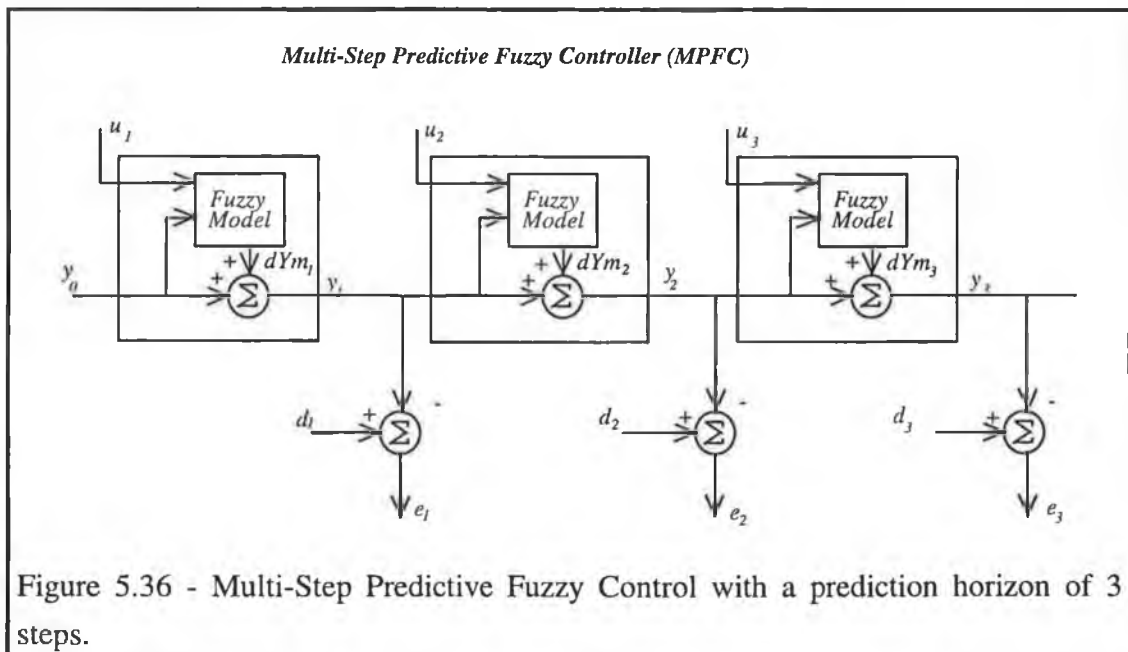 Multi-Step Predictive Fuzzy Controller (MPFC)
u1 u2 u3
Fuzzy Model Fuzzy Model Fuzzy Model
+ dYm1 + dYm2 + dYm3
y0 + Σ + Σ y2 + Σ
- - -
d1 + Σ d2 + Σ d3 + Σ
e1 e2 e3
Figure 5.36 - Multi-Step Predictive Fuzzy Control with a prediction horizon of 3
steps.